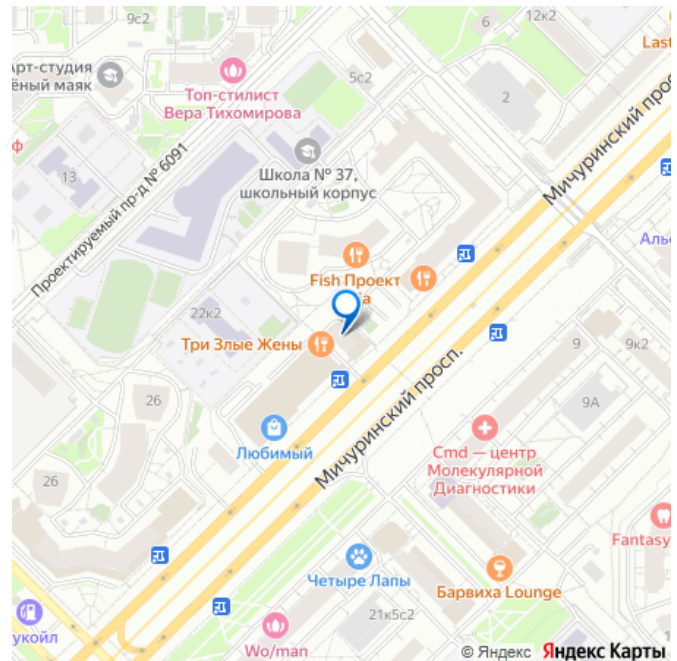 9с2
12к2
6
Last
Арт-студия
ёный маяк
5с2
Топ-стилист
Вера Тихомирова
2
ф
13
Школа № 37,
школьный корпус
Мичуринский прос
Проектируемый пр-д № 6091
Аль
Fish Проект
ia
22к2
Три Злые Жены
9
9к2
26
Мичуринский просп.
9А
Любимый
Cmd — центр
Молекулярной
Диагностики
26
Fantasy
Четыре Лапы
Барвиха Lounge
укойл
21к5с2
Wo/man
© Яндекс Яндекс Карты